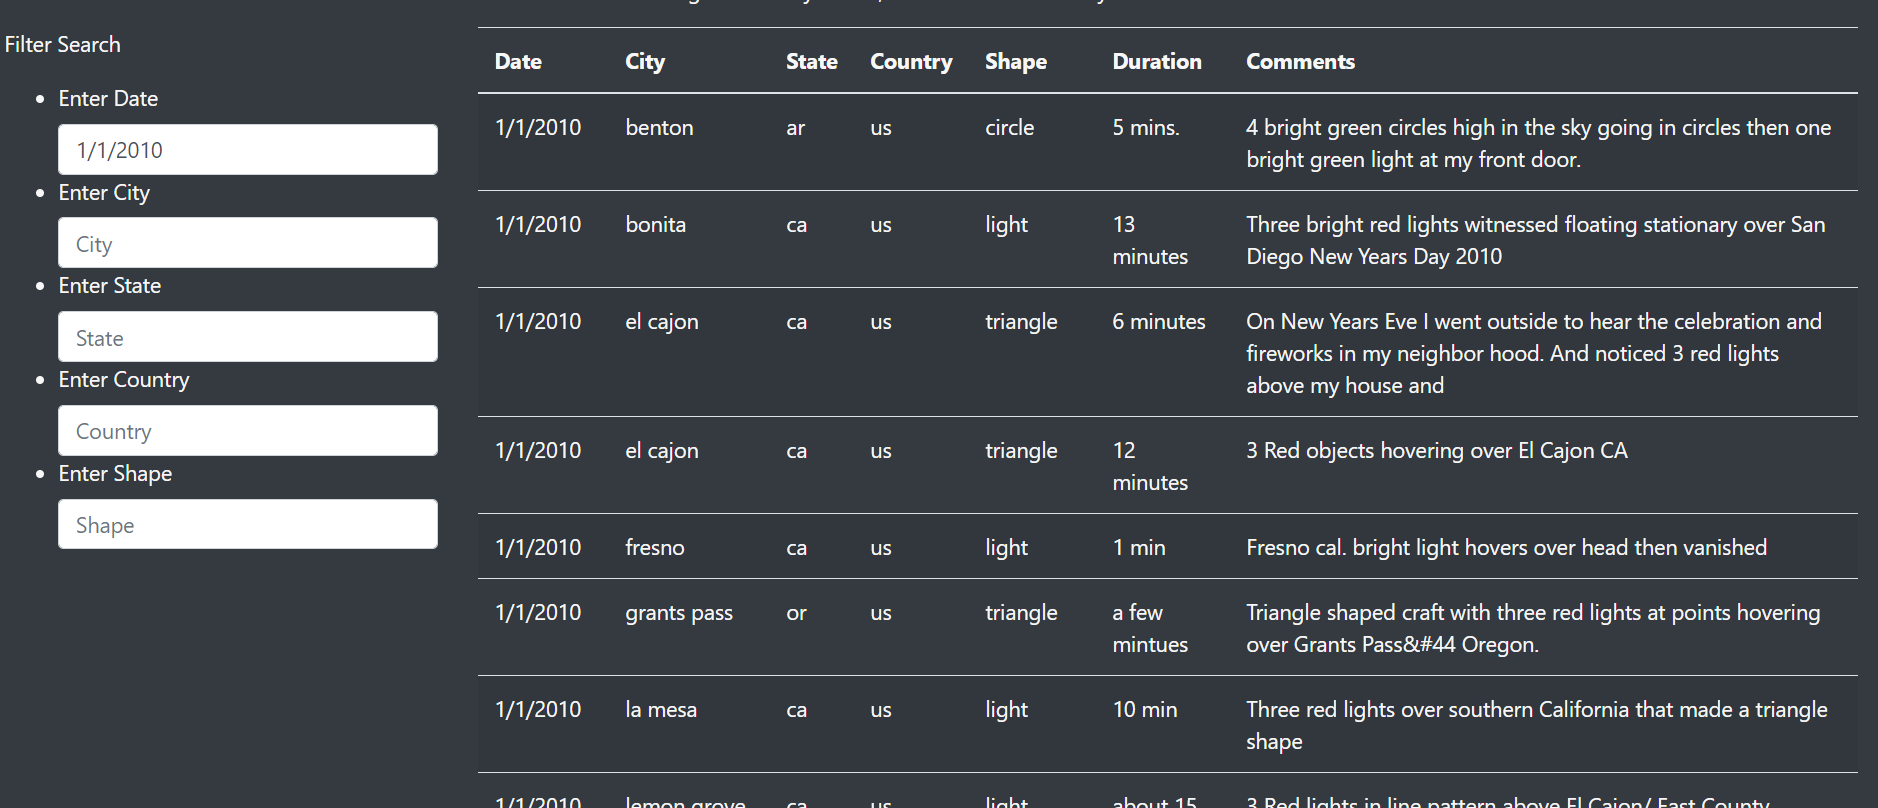 Filter Search
Enter Date
1/1/2010
Enter City
City
Enter State
State
Enter Country
Country
Enter Shape
Shape
Date City State Country Shape Duration Comments
1/1/2010 benton ar us circle 5 mins. 4 bright green circles high in the sky going in circles then one
bright green light at my front door.
1/1/2010 bonita ca us light 13 Three bright red lights witnessed floating stationary over San
minutes Diego New Years Day 2010
1/1/2010 el cajon ca us triangle 6 minutes On New Years Eve I went outside to hear the celebration and
fireworks in my neighbor hood. And noticed 3 red lights
above my house and
1/1/2010 el cajon ca us triangle 12 3 Red objects hovering over El Cajon CA
minutes
1/1/2010 fresno ca us light 1 min Fresno cal. bright light hovers over head then vanished
1/1/2010 grants pass or us triangle a few Triangle shaped craft with three red lights at points hovering
mintues over Grants Pass&#44 Oregon.
1/1/2010 la mesa ca us light 10 min Three red lights over southern California that made a triangle
shape
1/1/2010 lemon grove ca us light about 15 3 Red lights in line pattern above El Cajon/ East County